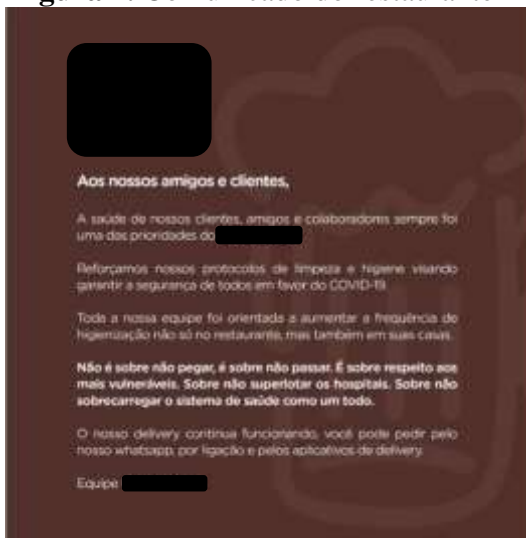 Aos nossos amigos e clientes,
A saúde de nossos clientes, amigos e colaboradores sempre foi
uma das prioridades do
Reforçamos nossos protocolos de limpeza e higiene visando
garantir a segurança de todos em favor do COVID-19.
Toda a nossa equipe foi orientada a aumentar a frequência de
higienização não só no restaurante, mas também em suas casas.
Não é sobre não pegar, é sobre não passar. É sobre respeito aos
mais vulneráveis. Sobre não superlotar os hospitais. Sobre não
sobrecarregar o sistema de saúde como um todo.
O nosso delivery continua funcionando, você pode pedir pelo
nosso whatsapp, por ligação e pelos aplicativos de delivery.
Equipe